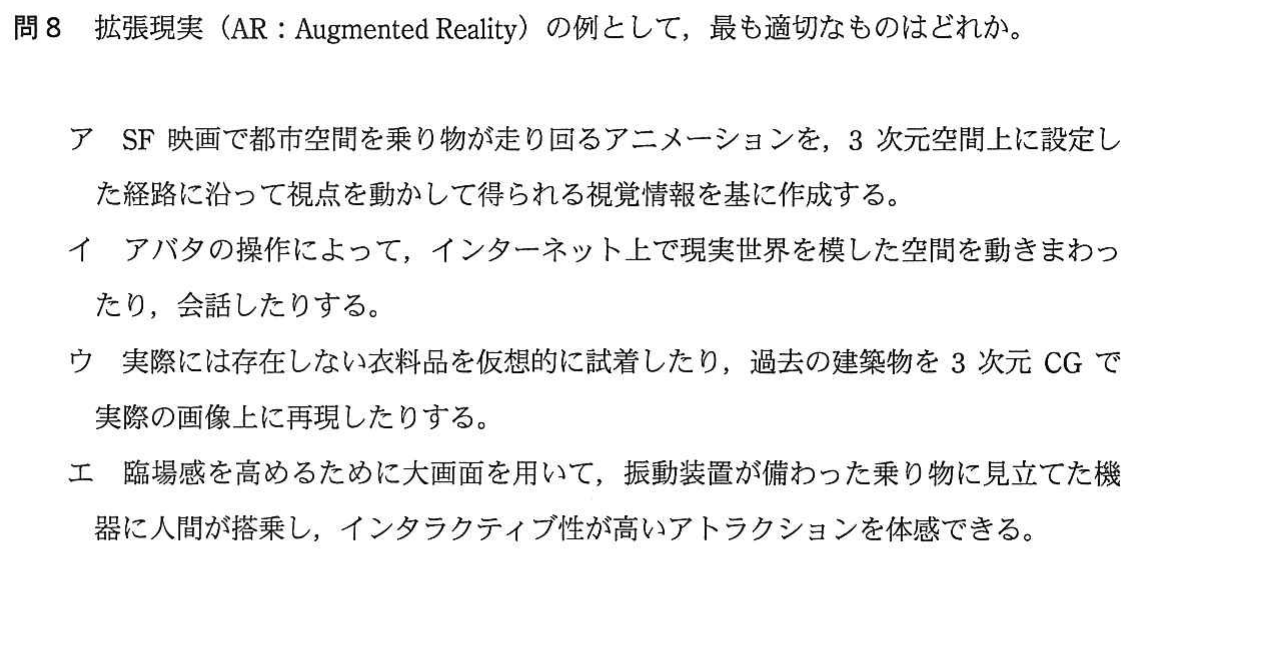 問8 拡張現実（AR：Augmented Reality）の例として，最も適切なものはどれか。
ア SF 映画で都市空間を乗り物が走り回るアニメーションを，3 次元空間上に設定し
た経路に沿って視点を動かして得られる視覚情報を基に作成する。
イ アバタの操作によって，インターネット上で現実世界を模した空間を動きまわっ
たり，会話したりする。
ウ 実際には存在しない衣料品を仮想的に試着したり，過去の建築物を 3 次元 CG で
実際の画像上に再現したりする。
エ 臨場感を高めるために大画面を用いて，振動装置が備わった乗り物に見立てた機
器に人間が搭乗し，インタラクティブ性が高いアトラクションを体感できる。